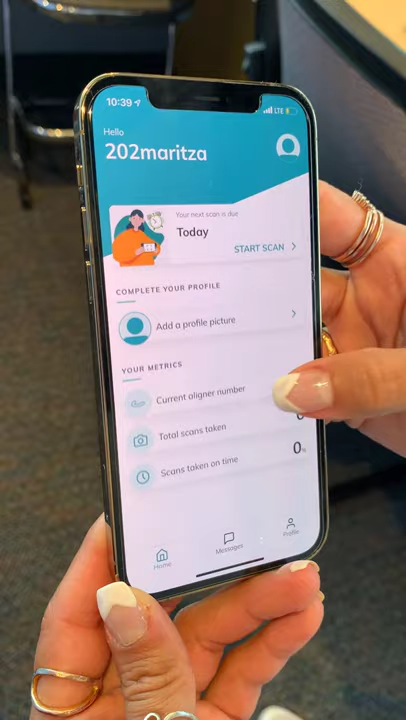 10:39
LTE
Hello
202maritza
Your next scan is due
Today
START SCAN
COMPLETE YOUR PROFILE
Add a profile picture
YOUR METRICS
Current aligner number
Total scans taken
Scans taken on time
0%
Home
Messages
Profile